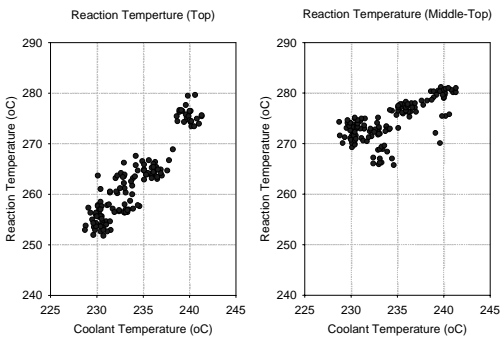 Reaction Temperture (Top)
290
280
270
260
250
240
225 230 235 240 245
Reaction Temperature (oC)
Coolant Temperature (oC)
Reaction Temperature (Middle-Top)
290
280
270
260
250
240
225 230 235 240 245
Reaction Temperature (oC)
Coolant Temperature (oC)